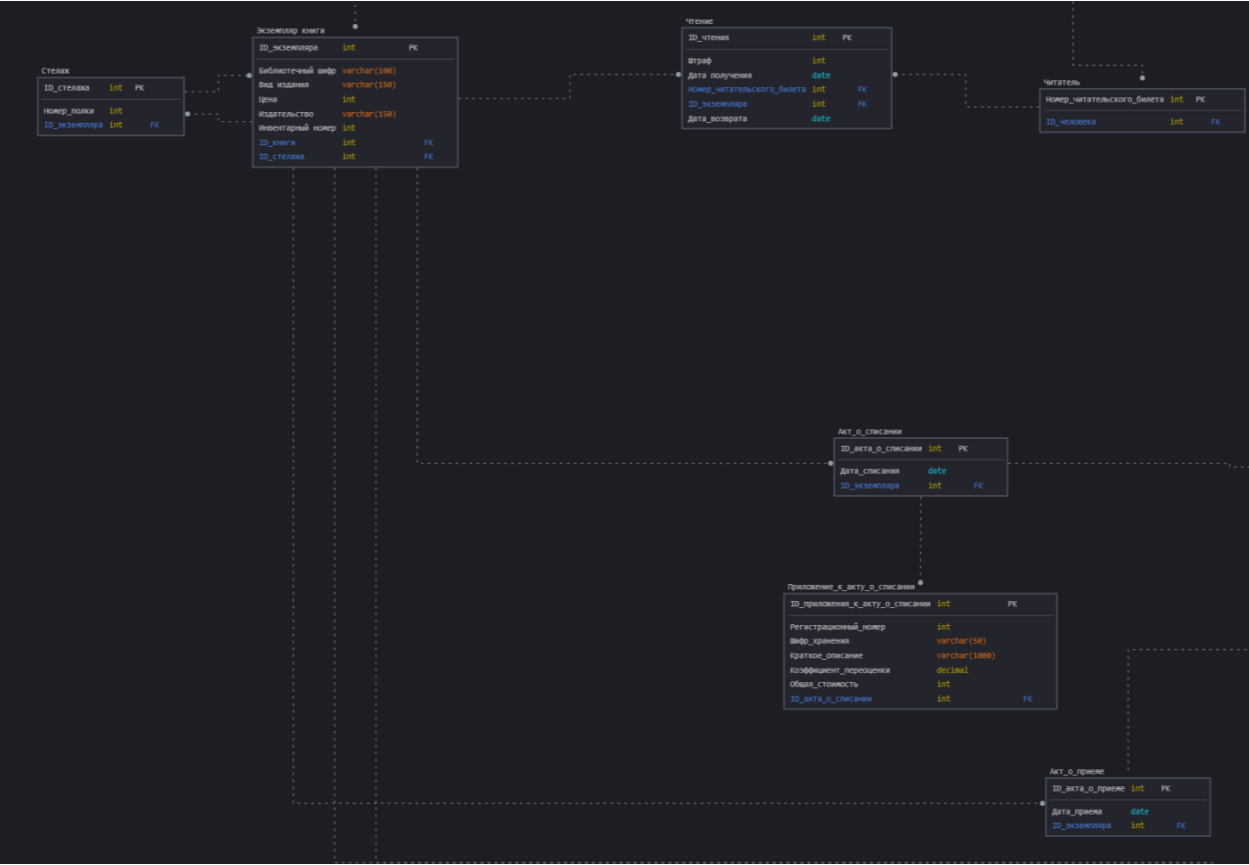 Экземпляр книги
ID_экземпляра int PK
Библиотечный шифр varchar(100)
Вид издания varchar(150)
Цена int
Издательство varchar(150)
Инвентарный номер int
ID_книги int FK
ID_стелажа int FK
Стелаж
ID_стелажа int PK
Номер_полки int
ID_экземпляра int FK
Чтение
ID_чтения int PK
Штраф int
Дата получения date
Номер_читательского_билета int FK
ID_экземпляра int FK
Дата_возврата date
Читатель
Номер_читательского_билета int PK
ID_человека int FK
Акт_о_списании
ID_акта_о_списании int PK
Дата_списания date
ID_экземпляра int FK
Приложение_к_акту_о_списании
ID_приложения_к_акту_о_списании int PK
Регистрационный_номер int
Шифр_хранения varchar(50)
Краткое_описание varchar(1000)
Коэффициент_переоценки decimal
Общая_стоимость int
ID_акта_о_списании int FK
Акт_о_приеме
ID_акта_о_приеме int PK
Дата_приема date
ID_экземпляра int FK